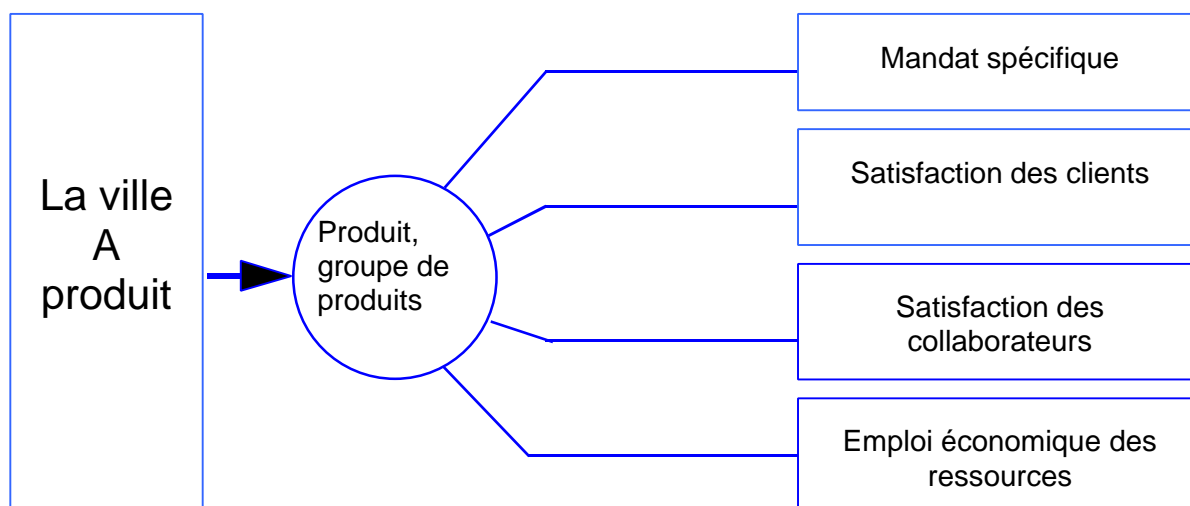 La ville
A
produit
Produit,
groupe de
produits
Mandat spécifique
Satisfaction des clients
Satisfaction des
collaborateurs
Emploi économique des
ressources